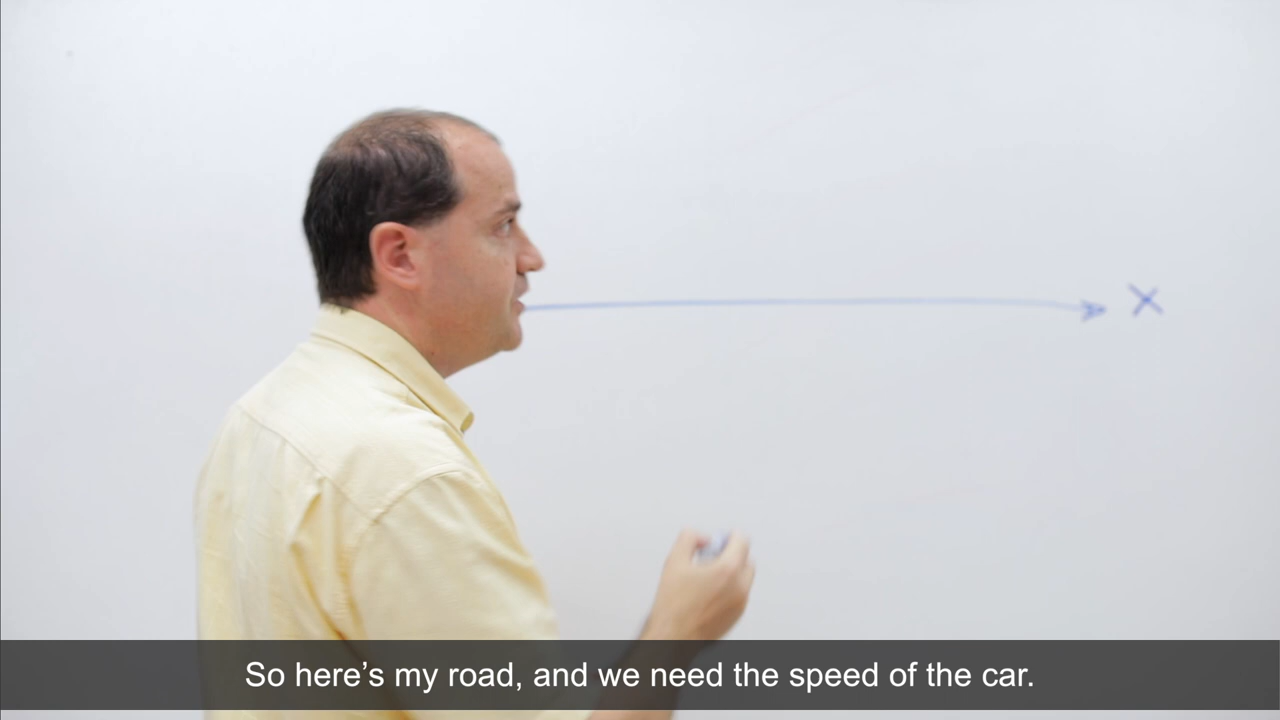 x
So here’s my road, and we need the speed of the car.